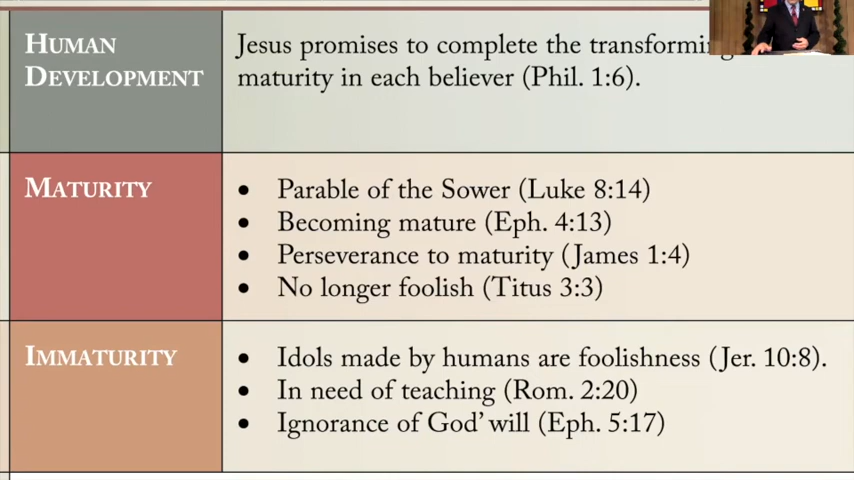 HUMAN
DEVELOPMENT
Jesus promises to complete the transforming
maturity in each believer (Phil. 1:6).
MATURITY
• Parable of the Sower (Luke 8:14)
• Becoming mature (Eph. 4:13)
• Perseverance to maturity (James 1:4)
• No longer foolish (Titus 3:3)
IMMATURITY
• Idols made by humans are foolishness (Jer. 10:8).
• In need of teaching (Rom. 2:20)
• Ignorance of God' will (Eph. 5:17)